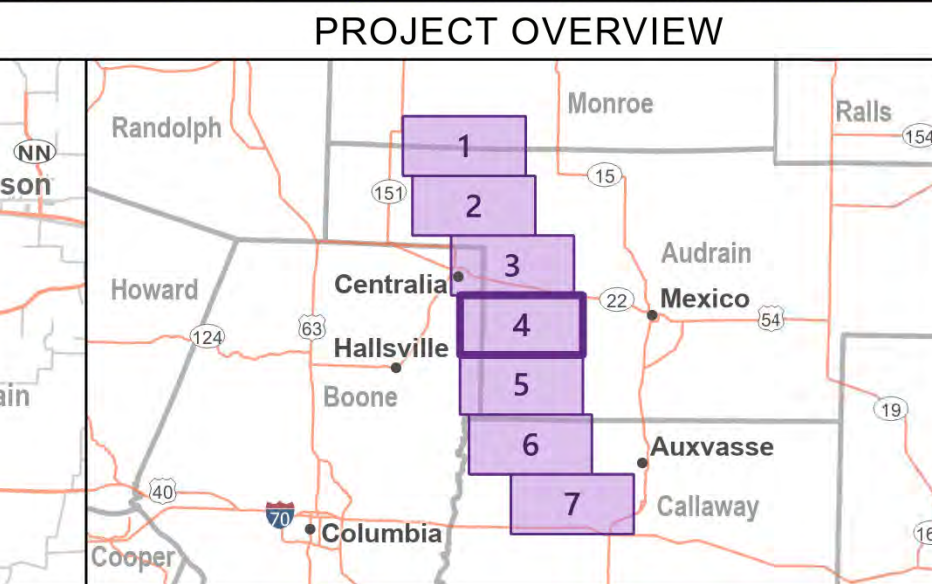 PROJECT OVERVIEW
Monroe
Randolph
Ralls
1
154
NN
15
son
151
2
Audrain
3
Centralia
Howard
22
Mexico
4
54
63
124
Hallsville
5
ain
Boone
19
6
Auxvasse
40
7
Callaway
70
Columbia
16
Cooper